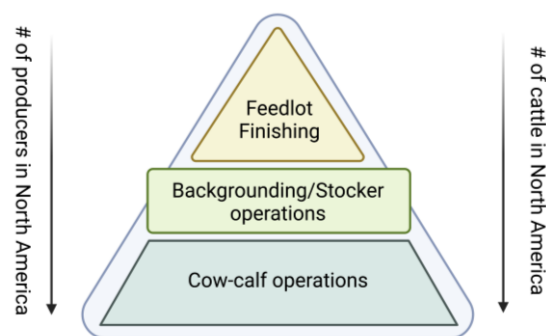 # of producers in North America
Feedlot
Finishing
Backgrounding/Stocker
operations
Cow-calf operations
# of cattle in North America